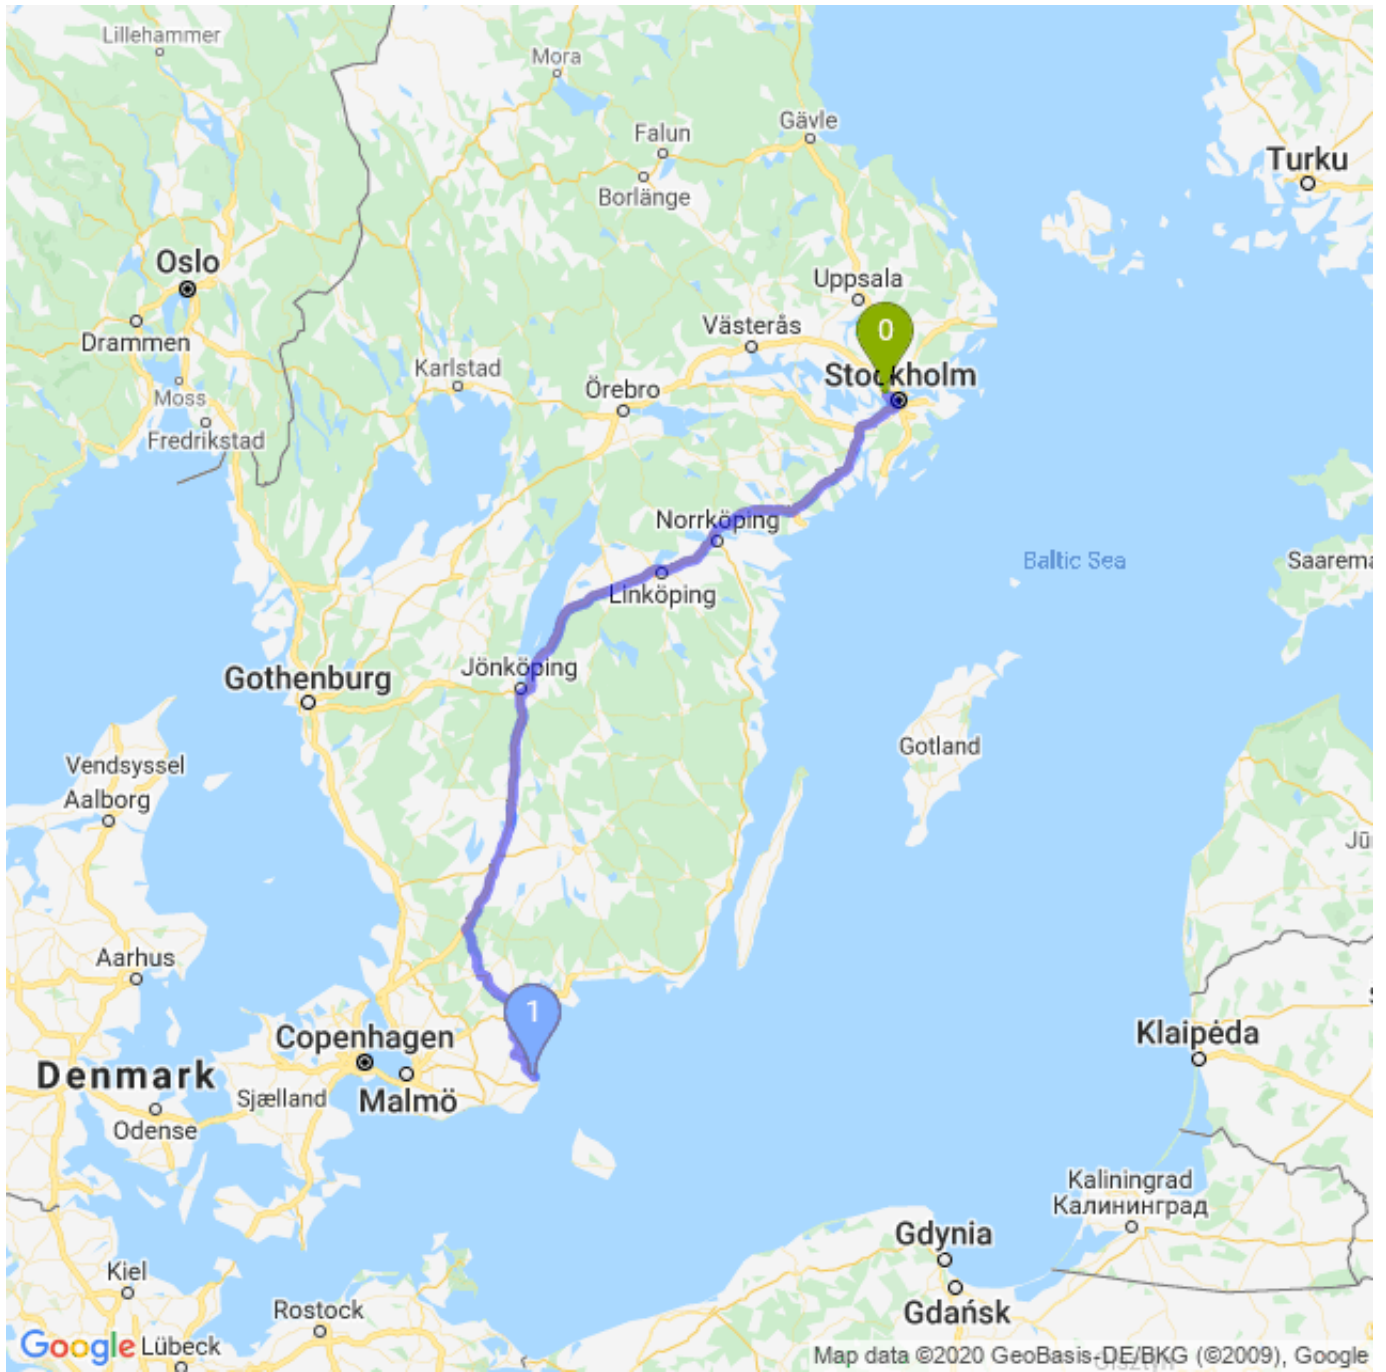 Lillehammer
Mora
Gävle
Falun
Turku
Borlänge
Oslo
Uppsala
0
Västerås
Drammen
Karlstad
Stockholm
Örebro
Moss
Fredrikstad
Norrköping
Baltic Sea
Saarema
Linköping
Jönköping
Gothenburg
Gotland
Vendsyssel
Aalborg
Aarhus
1
Copenhagen
Klaipėda
Denmark
Sjælland
Malmö
Odense
Kaliningrad
Калининград
Gdynia
Kiel
Gdańsk
Rostock
Google
Lübeck
Map data ©2020 GeoBasis-DE/BKG (©2009), Google